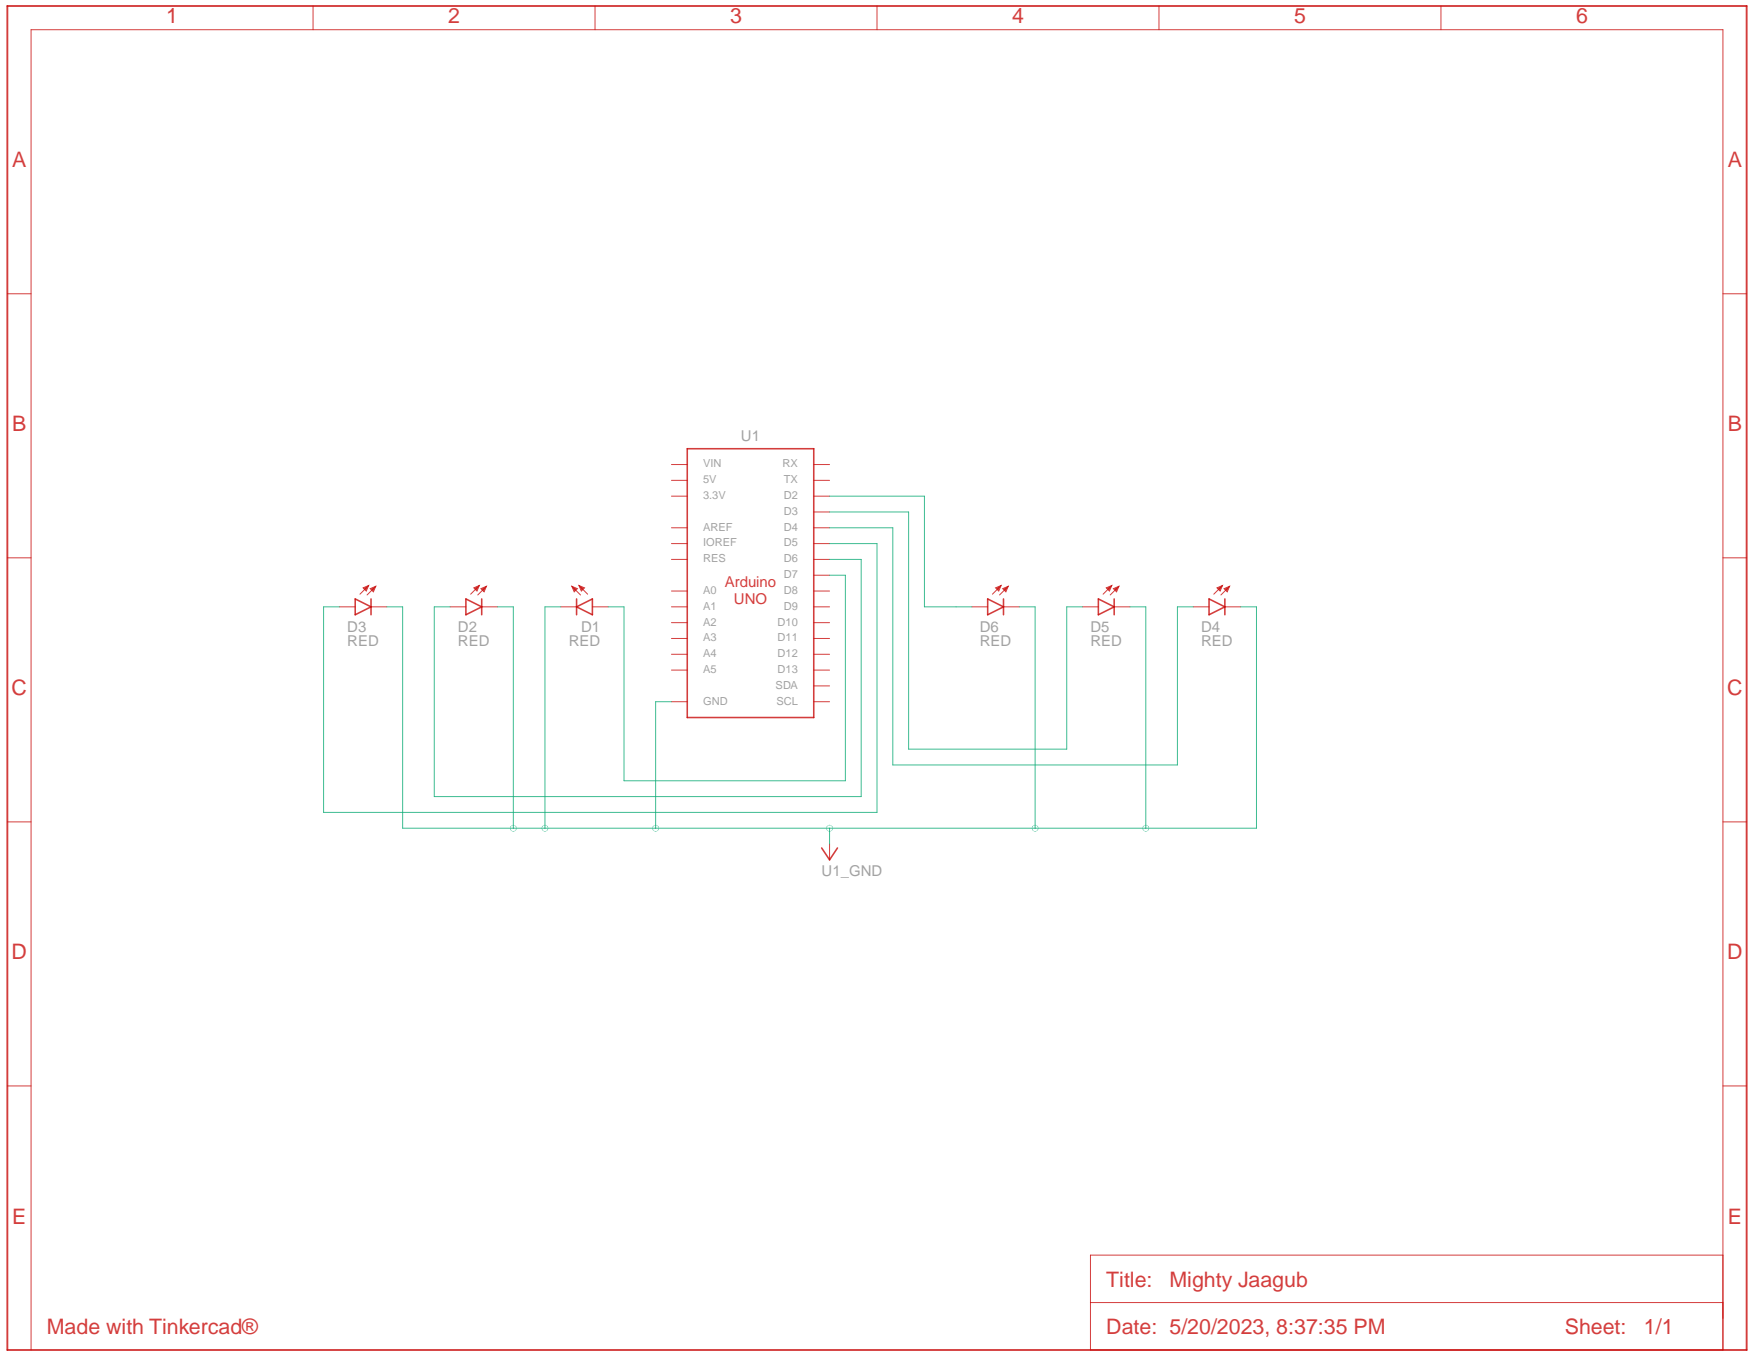 1 2 3 4 5 6
A A
B B
U1
VIN RX
5V TX
3.3V D2
D3
AREF D4
IOREF D5
RES D6
D7
Arduino
UNO
A0 D8
A1 D9
A2 D10
A3 D11
A4 D12
A5 D13
SDA
GND SCL
D3 D2 D1 D6 D5 D4
RED RED RED RED RED RED
C C
U1_GND
D D
E E
Title: Mighty Jaagub
Made with Tinkercad®
Date: 5/20/2023, 8:37:35 PM Sheet: 1/1